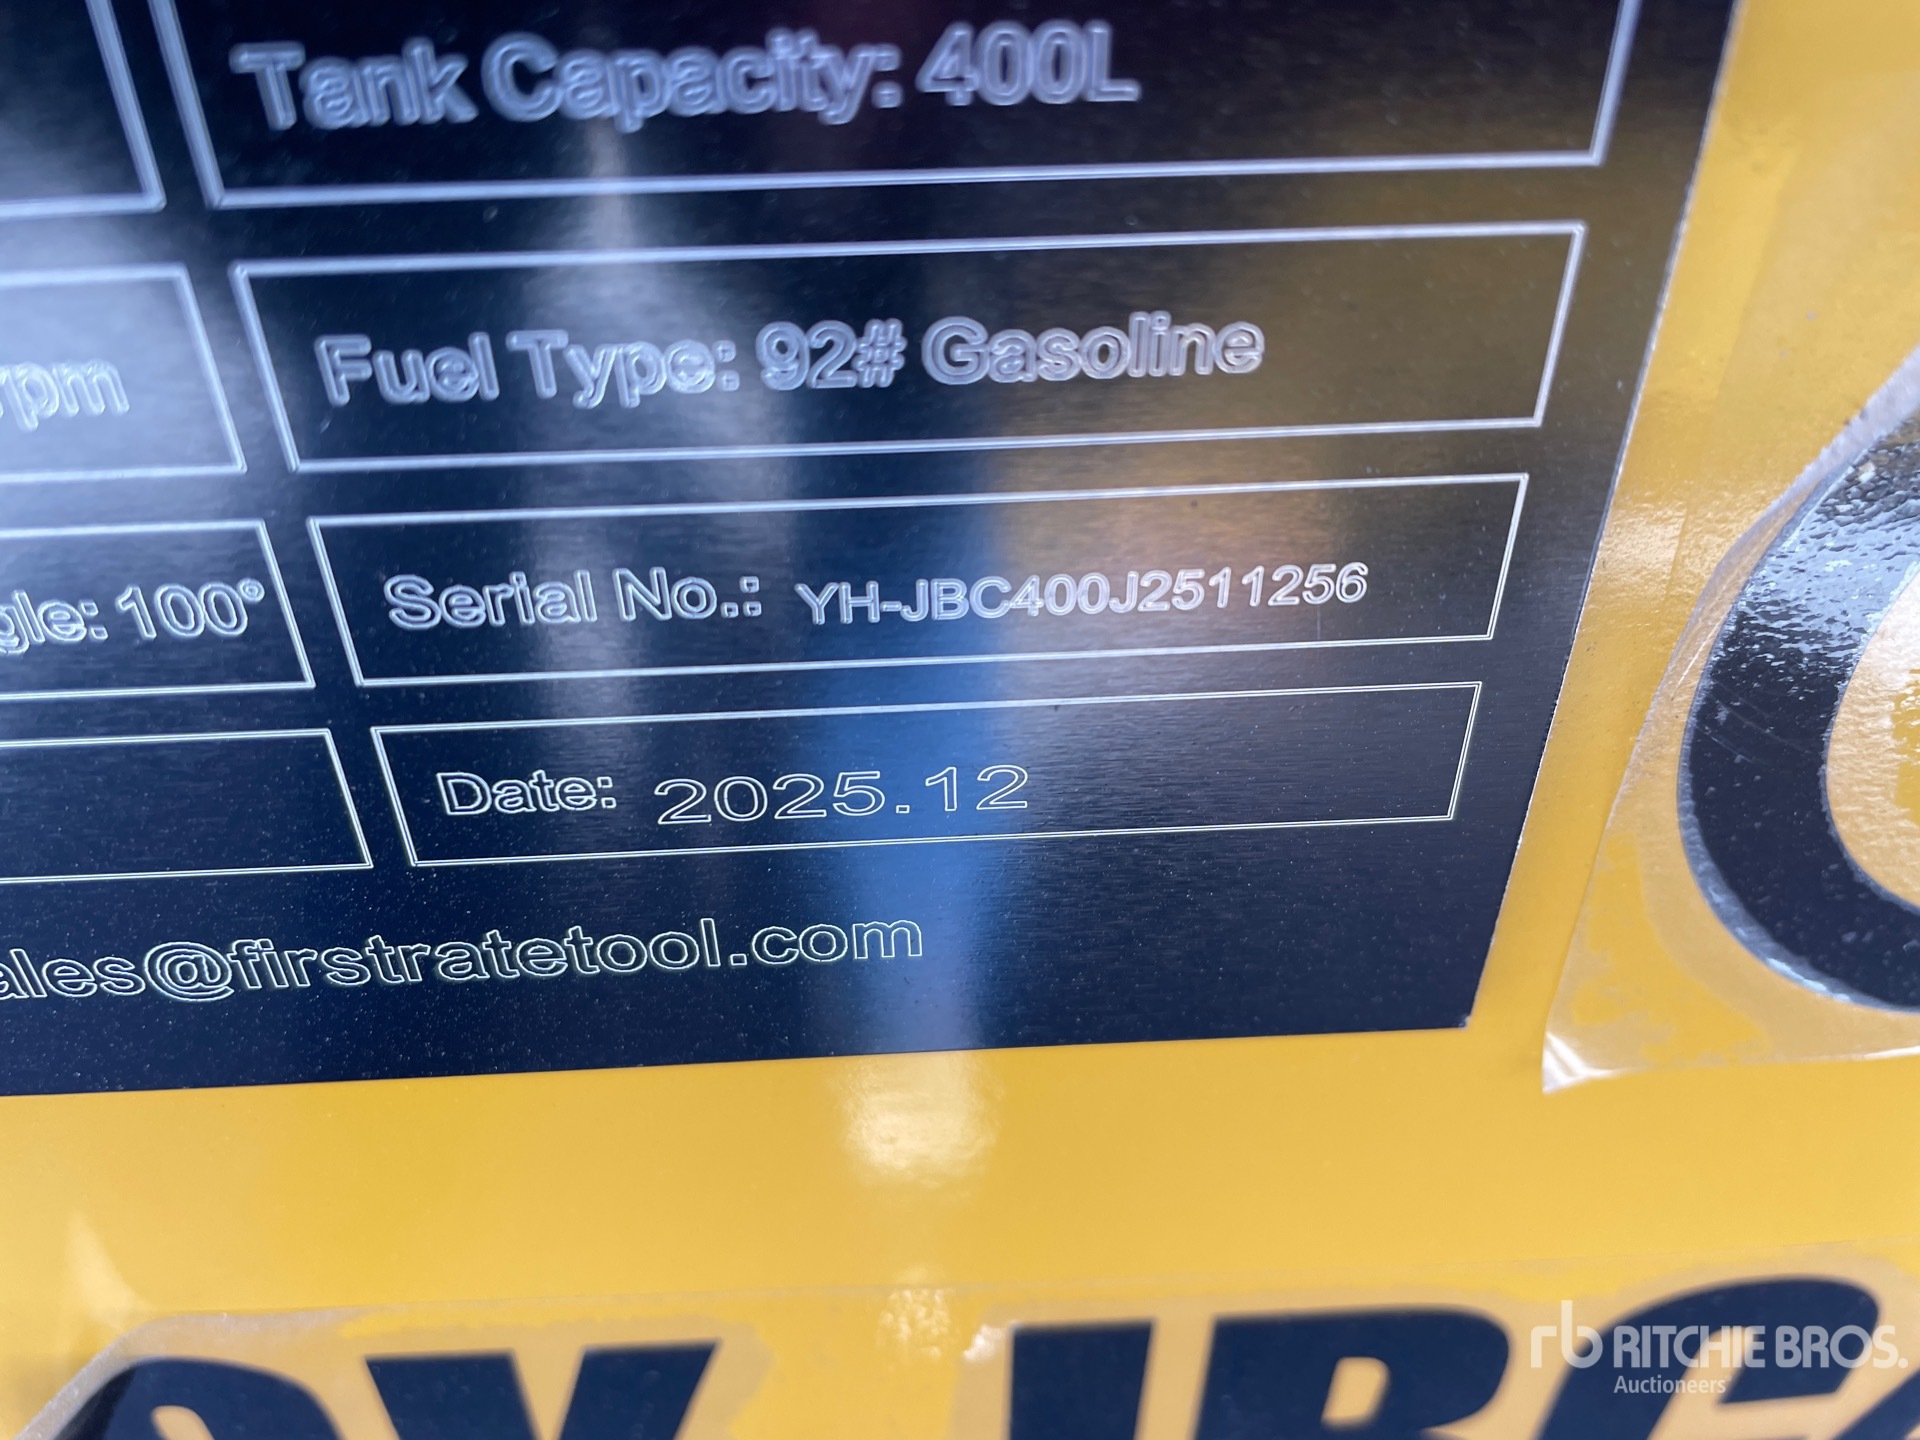 Tank Capacity: 400L
rpm
Fuel Type: 92# Gasoline
gle: 100°
Serial No.: YH-JBC400J2511256
Date: 2025.12
ales@firstratetool.com
JBC
RITCHIE BROS.
Auctioneers